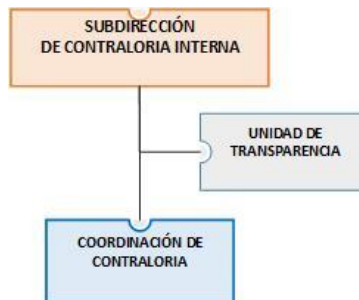 SUBDIRECCIÓN
DE CONTRALORIA INTERNA
UNIDAD DE
TRANSPARENCIA
COORDINACIÓN DE
CONTRALORIA